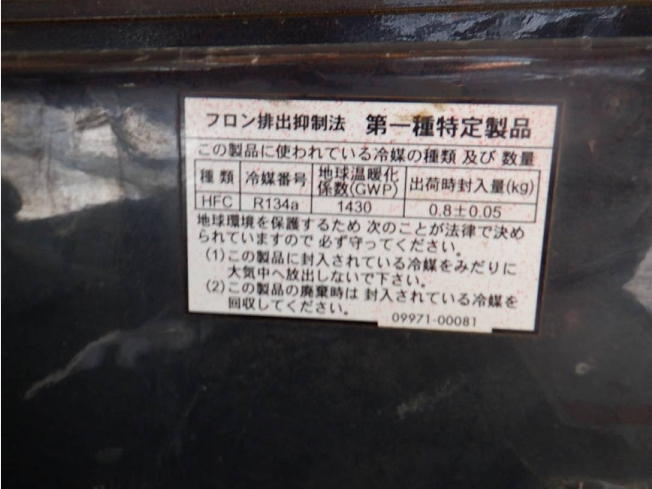 フロン排出抑制法 第一種特定製品
この製品に使われている冷媒の種類 及び 数量
種類 冷媒番号 地球温暖化係数(GWP) 出荷時封入量(kg)
HFC R134a 1430 0.8±0.05
地球環境を保護するため 次のことが法律で決め
られていますので 必ず守ってください。
(1)この製品に封入されている冷媒をみだりに
大気中へ放出しないで下さい。
(2)この製品の廃棄時は 封入されている冷媒を
回収してください。
09971-00081